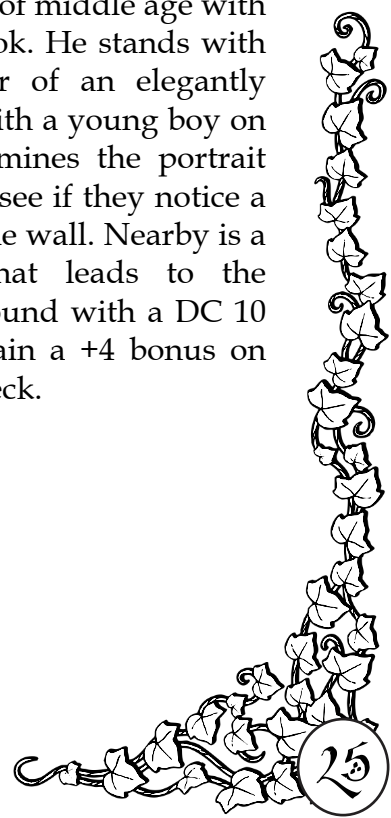 of middle age with
ok. He stands with
r of an elegantly
ith a young boy on
mines the portrait
see if they notice a
e wall. Nearby is a
hat leads to the
ound with a DC 10
ain a +4 bonus on
eck.
25